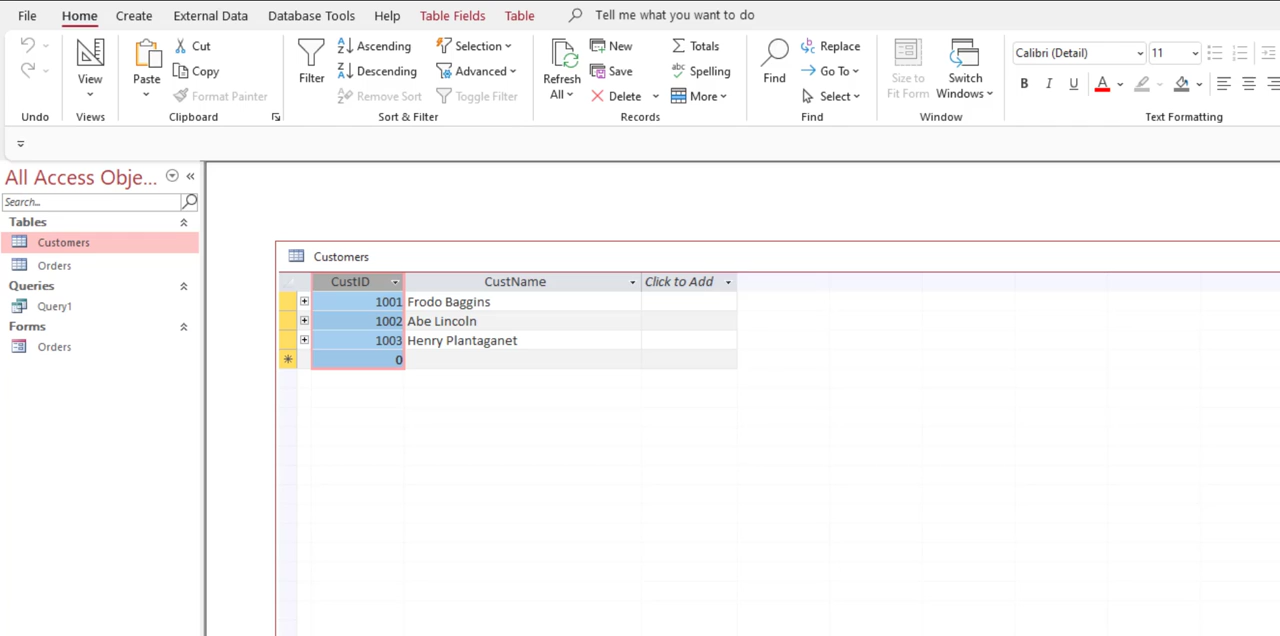 File Home Create External Data Database Tools Help Table Fields Table Tell me what you want to do
View
Views
Undo
Paste
Cut
Copy
Format Painter
Clipboard
Filter
Ascending
Descending
Remove Sort
Selection
Advanced
Toggle Filter
Sort & Filter
Refresh
All
New
Save
Delete
Totals
Spelling
More
Records
Find
Replace
Go To
Select
Find
Size to
Fit Form
Switch
Windows
Window
Calibri (Detail) 11
B I U A
Text Formatting
All Access Obje...
Search...
Tables
Customers
Orders
Queries
Query1
Forms
Orders
Customers
CustID CustName Click to Add
1001 Frodo Baggins
1002 Abe Lincoln
1003 Henry Plantaganet
0